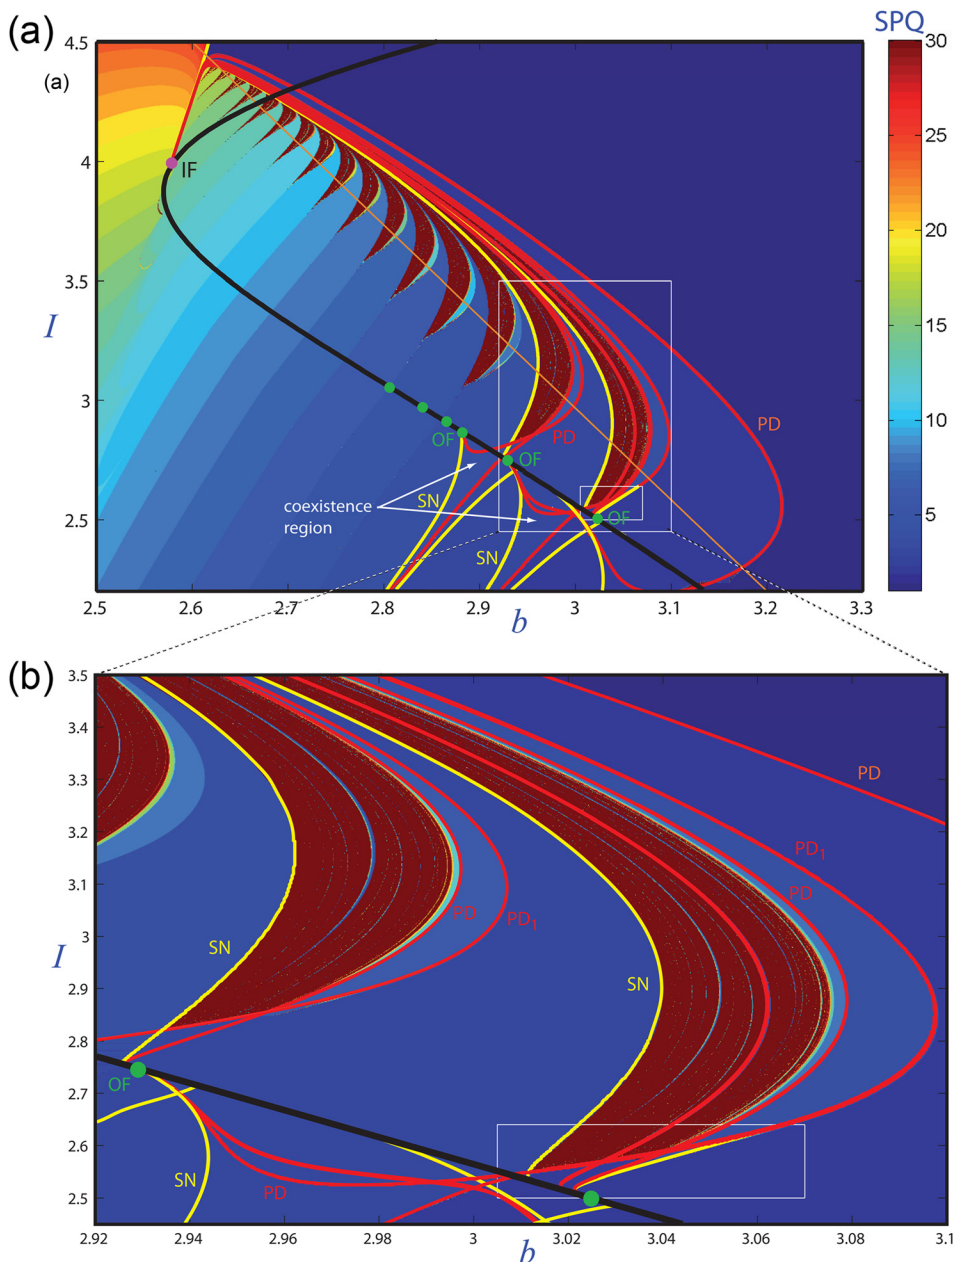 (a)
SPQ
(a)
4.5
4
3.5
3
2.5
I
IF
OF
OF
OF
PD
PD
SN
SN
coexistence
region
2.5
2.6
2.7
2.8
2.9
3
3.1
3.2
3.3
b
30
25
20
15
10
5
(b)
3.5
3.4
3.3
3.2
3.1
3
2.9
2.8
2.7
2.6
2.5
I
PD
PD1
PD
PD
PD1
SN
SN
OF
SN
PD
2.92
2.94
2.96
2.98
3
3.02
3.04
3.06
3.08
3.1
b